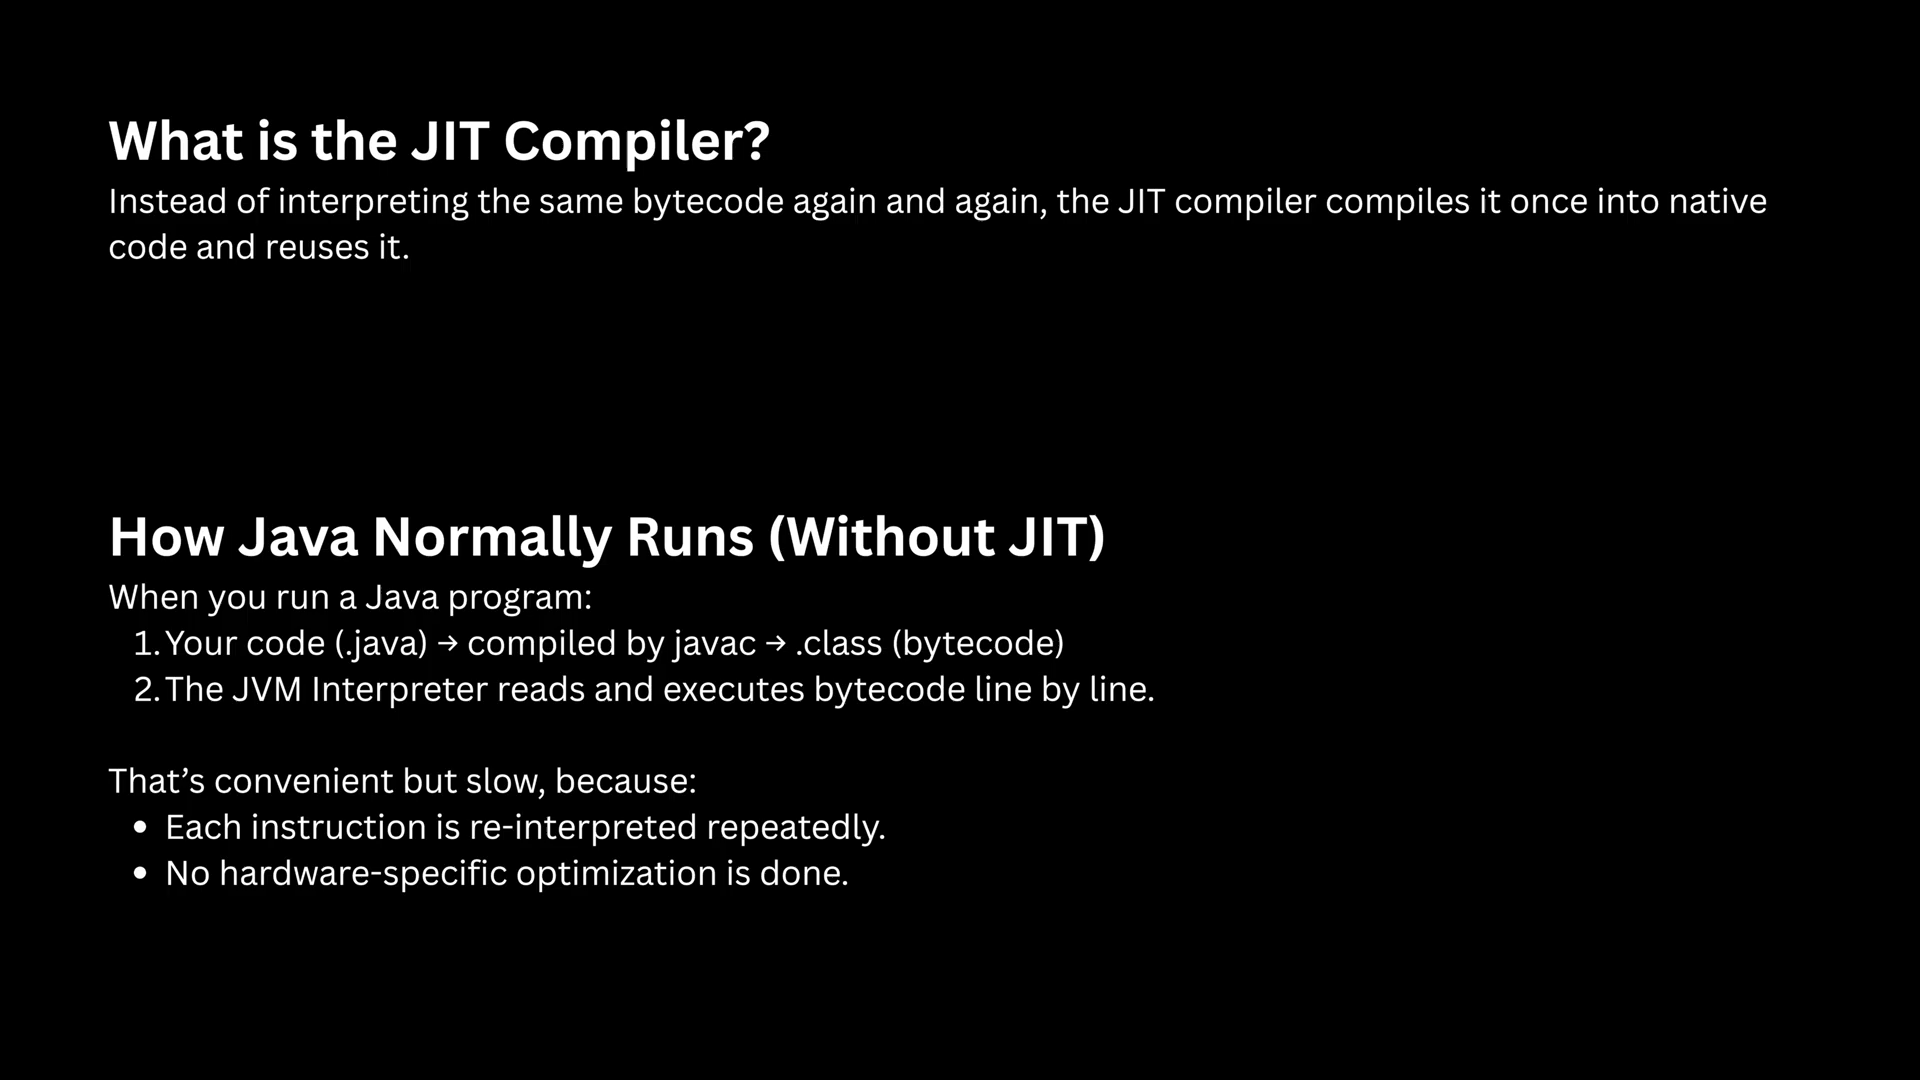 What is the JIT Compiler?
Instead of interpreting the same bytecode again and again, the JIT compiler compiles it once into native
code and reuses it.
How Java Normally Runs (Without JIT)
When you run a Java program:
1. Your code (.java) → compiled by javac → .class (bytecode)
2. The JVM Interpreter reads and executes bytecode line by line.
That’s convenient but slow, because:
• Each instruction is re-interpreted repeatedly.
• No hardware-specific optimization is done.